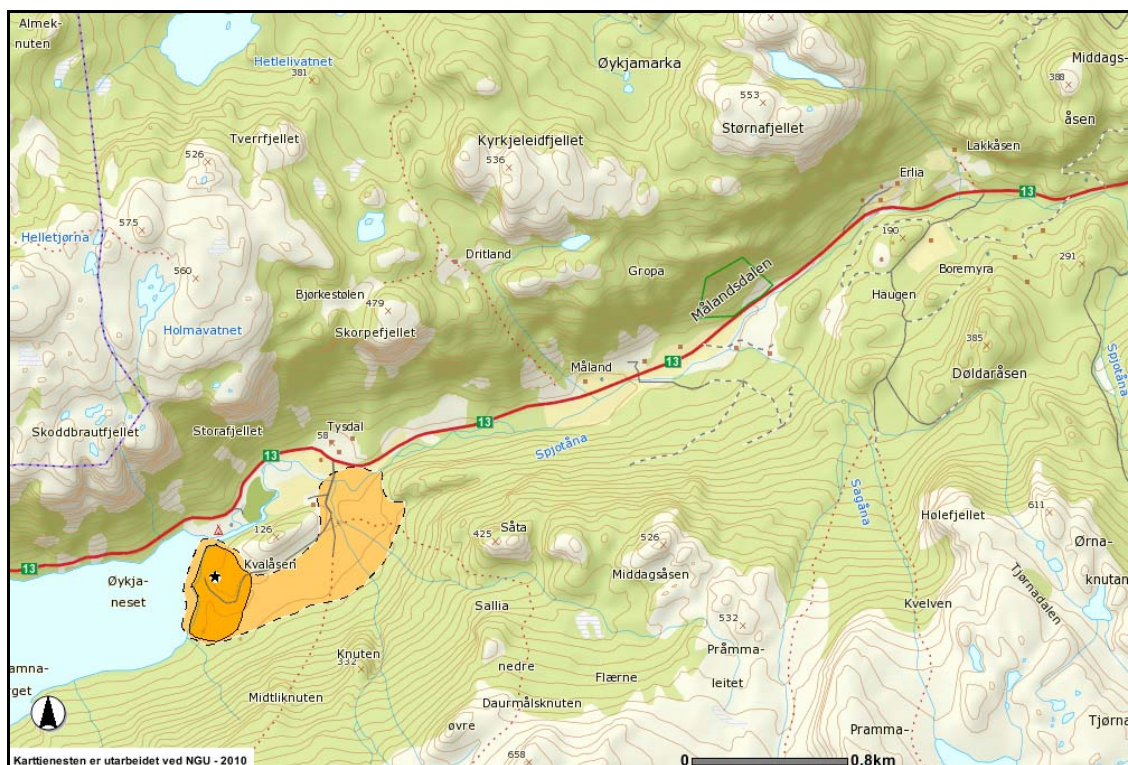 Almek-
nuten
Hetlelivatnet
381
Øykjamarka
Middags-
388
åsen
553
Størnafjellet
Tverrfjellet
526
Kyrkjeleidfjellet
536
Lakkåsen
Erlia
13
575
Helletjørna
560
Dritland
Gropa
Målandsdalen
190
Boremyra
291
Bjørkestølen
479
Haugen
Holmavatnet
Skorpefjellet
385
Døldaråsen
Spjotåna
Måland
13
Skoddbrautfjellet
Storafjellet
58
Tysdal
13
Spjotåna
13
Sagåna
126
Kvalåsen
425
Såta
526
Middagsåsen
Hølefjellet
611
Ørna-
knutan
Tjørnadalen
13
Øykja-
neset
Sallia
nedre
Kvelven
532
Pråmma-
leitet
Knuten
332
Flærne
amna-
rget
Midtliknuten
Daurmålsknuten
øvre
658
Pramma-
Tjørna
Karttjenesten er utarbeidet ved NGU - 2010
0
0.8km